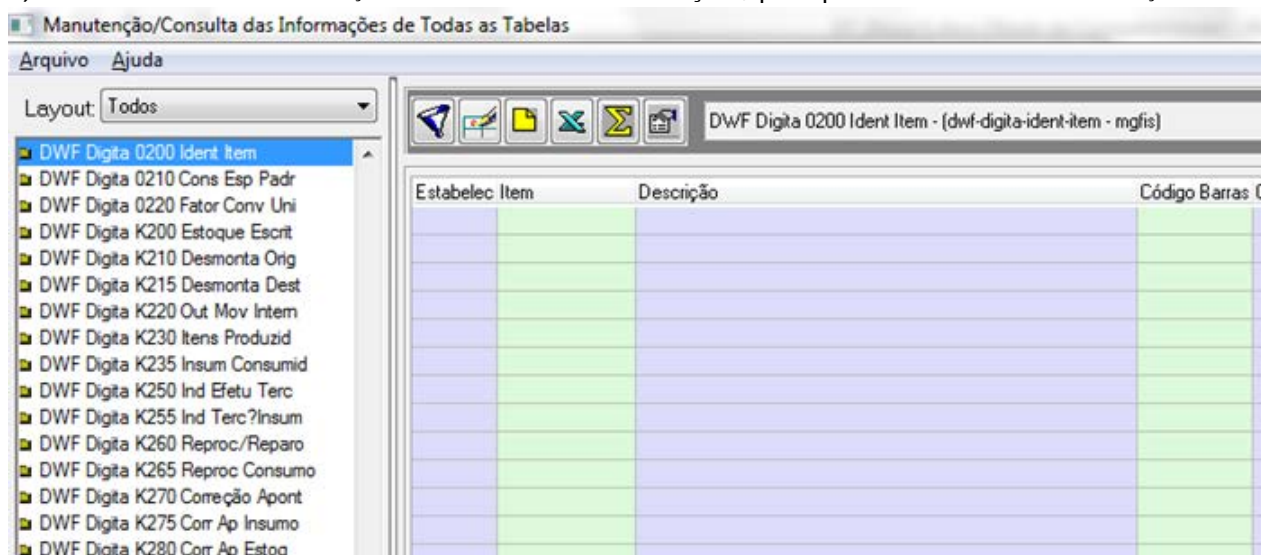 Manutenção/Consulta das Informações de Todas as Tabelas
Arquivo Ajuda
Layout: Todos
DWF Digita 0200 Ident Item - (dwf-digita-ident-item - mgfis)
DWF Digita 0200 Ident Item
DWF Digita 0210 Cons Esp Padr
DWF Digita 0220 Fator Conv Uni
DWF Digita K200 Estoque Escrit
DWF Digita K210 Desmonta Orig
DWF Digita K215 Desmonta Dest
DWF Digita K220 Out Mov Intern
DWF Digita K230 Itens Produzid
DWF Digita K235 Insum Consumid
DWF Digita K250 Ind Efetu Terc
DWF Digita K255 Ind Terc?Insum
DWF Digita K260 Reproc/Reparo
DWF Digita K265 Reproc Consumo
DWF Digita K270 Correção Apont
DWF Digita K275 Corr Ap Insumo
DWF Digita K280 Corr Ap Estoq
Estabelec Item Descrição Código Barras